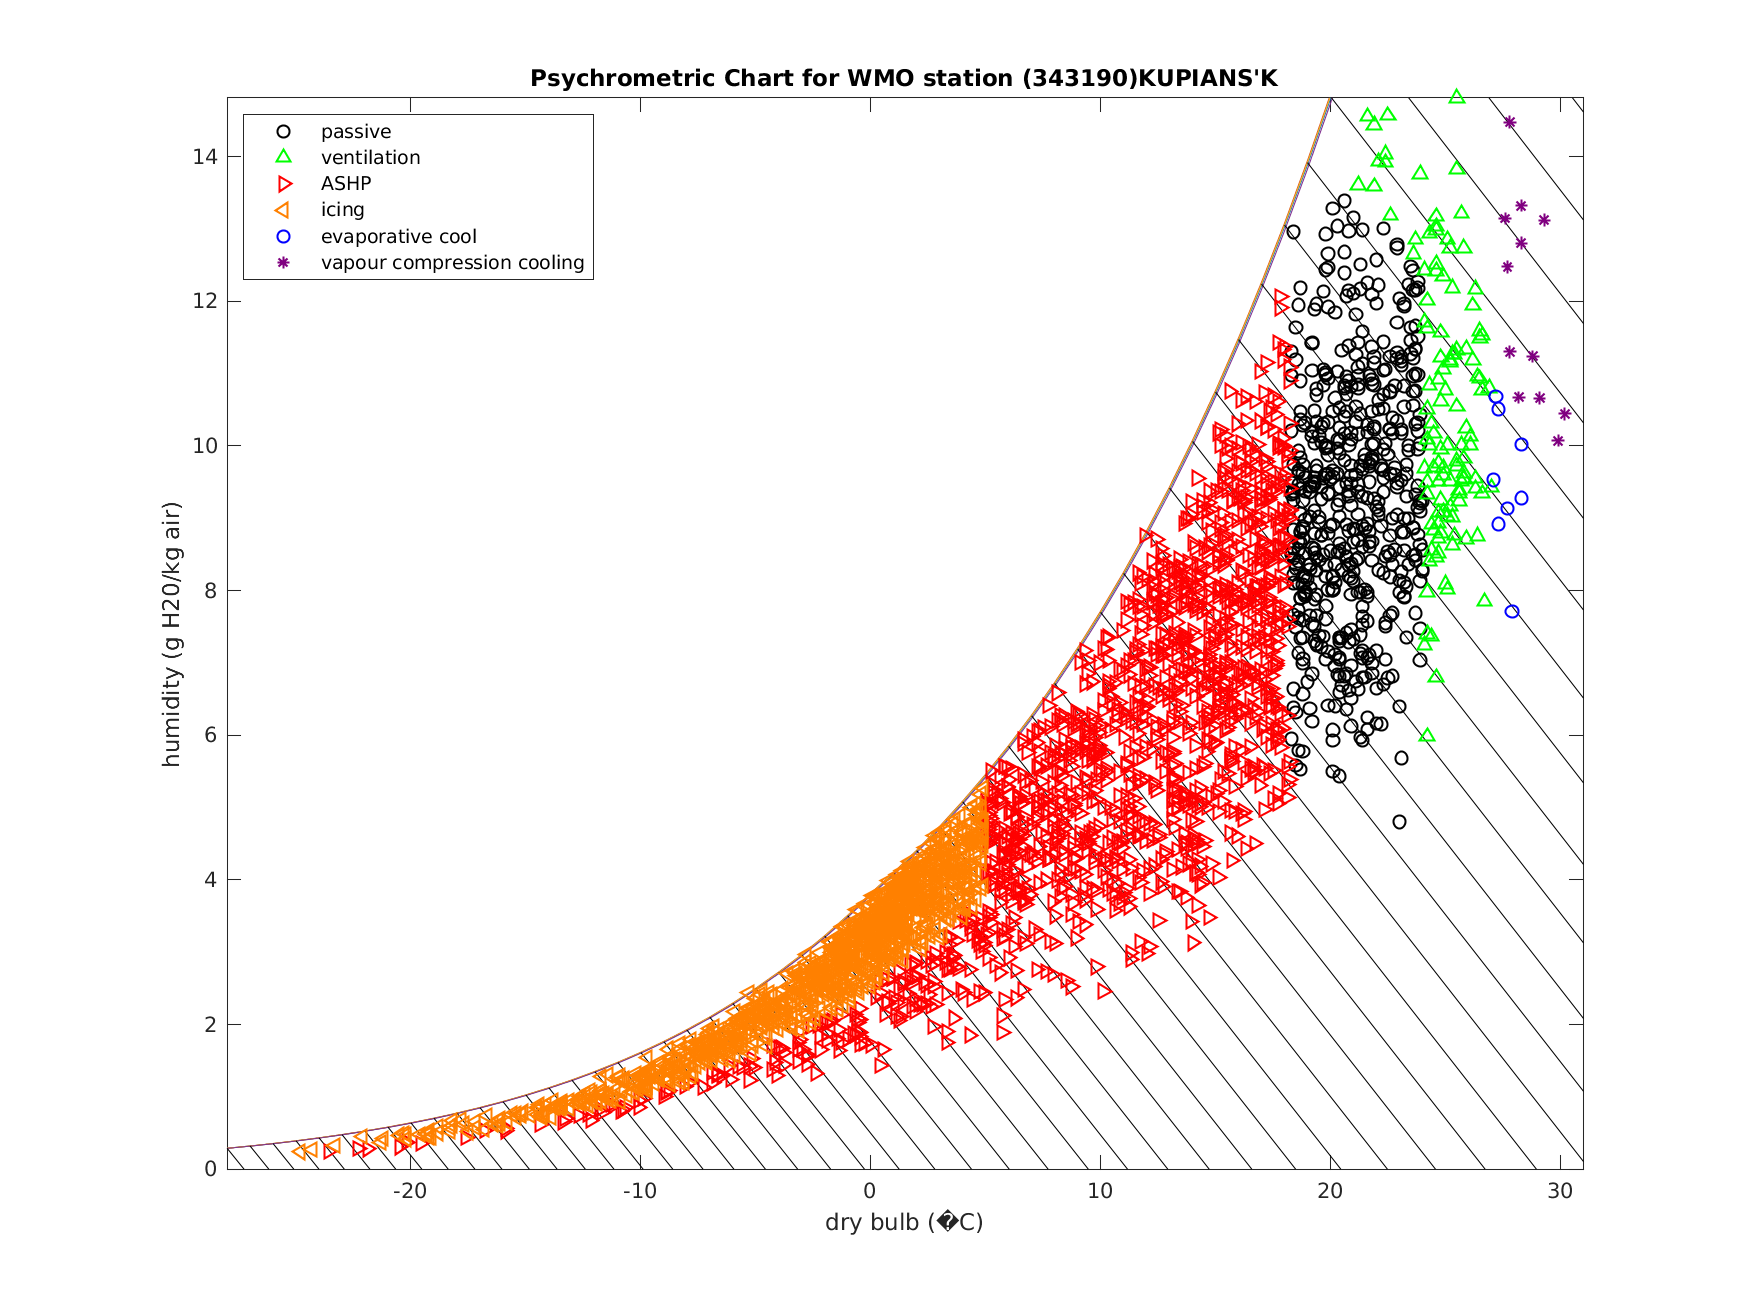 Psychrometric Chart for WMO station (343190)KUPIANS'K
passive
ventilation
ASHP
icing
evaporative cool
vapour compression cooling
humidity (g H20/kg air)
14
12
10
8
6
4
2
0
-20
-10
0
10
20
30
dry bulb (�C)